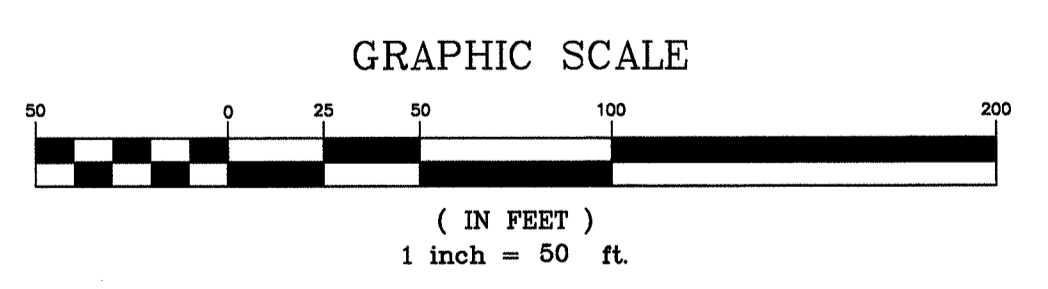 GRAPHIC SCALE
50 0 25 50 100 200
( IN FEET )
1 inch = 50 ft.